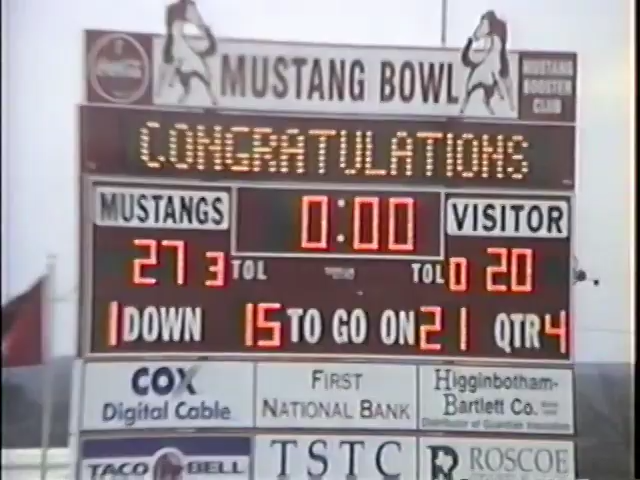 MUSTANG BOWL
MUSTANG
BOOSTER
CLUB
CONGRATULATIONS
MUSTANGS 0:00 VISITOR
27 3 TOL TOL 0 20
1 DOWN 15 TO GO ON 21 QTR 4
COX
Digital Cable
FIRST
NATIONAL BANK
Higginbotham-
Bartlett Co.
TACO BELL
TSTC
ROSCOE